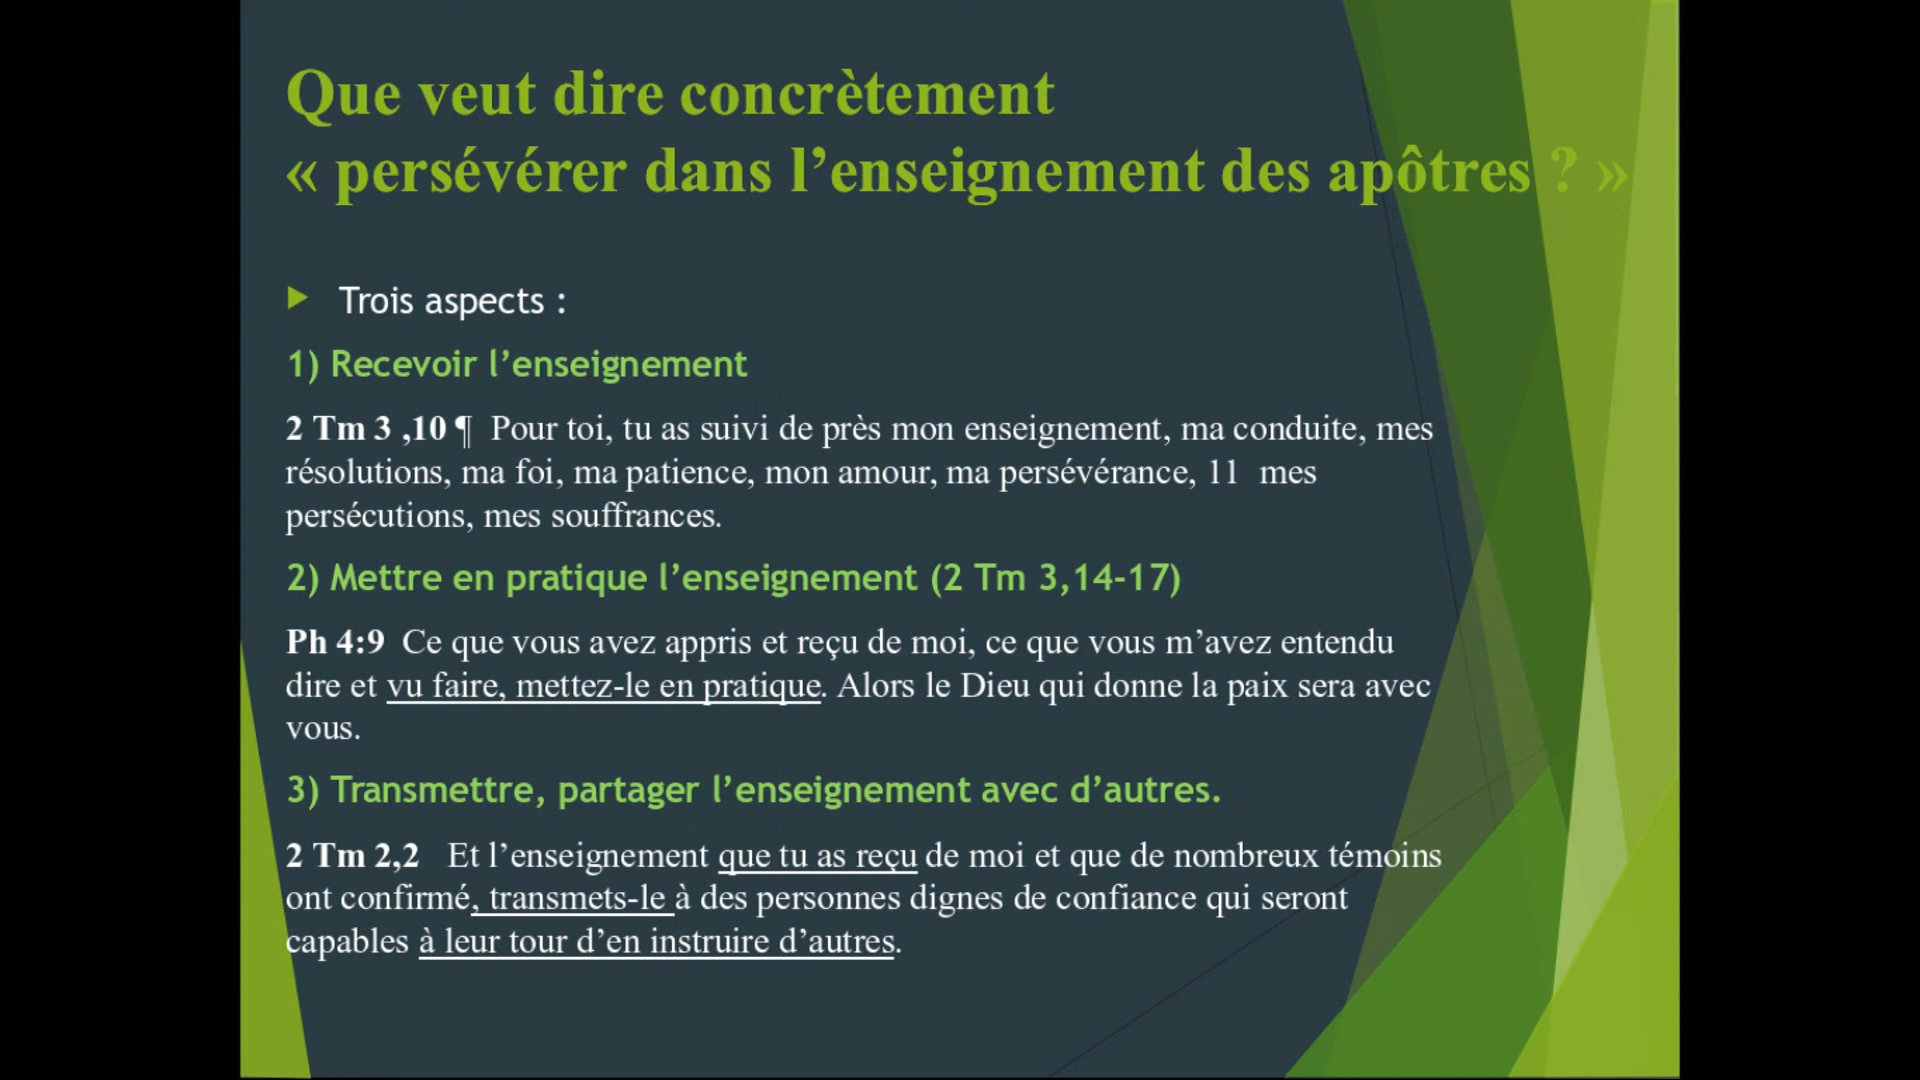 Que veut dire concrètement
« persévérer dans l’enseignement des apôtres ? »
Trois aspects :
1) Recevoir l’enseignement
2 Tm 3 ,10 ¶ Pour toi, tu as suivi de près mon enseignement, ma conduite, mes
résolutions, ma foi, ma patience, mon amour, ma persévérance, 11 mes
persécutions, mes souffrances.
2) Mettre en pratique l’enseignement (2 Tm 3,14-17)
Ph 4:9 Ce que vous avez appris et reçu de moi, ce que vous m’avez entendu
dire et vu faire, mettez-le en pratique. Alors le Dieu qui donne la paix sera avec
vous.
3) Transmettre, partager l’enseignement avec d’autres.
2 Tm 2,2 Et l’enseignement que tu as reçu de moi et que de nombreux témoins
ont confirmé, transmets-le à des personnes dignes de confiance qui seront
capables à leur tour d’en instruire d’autres.